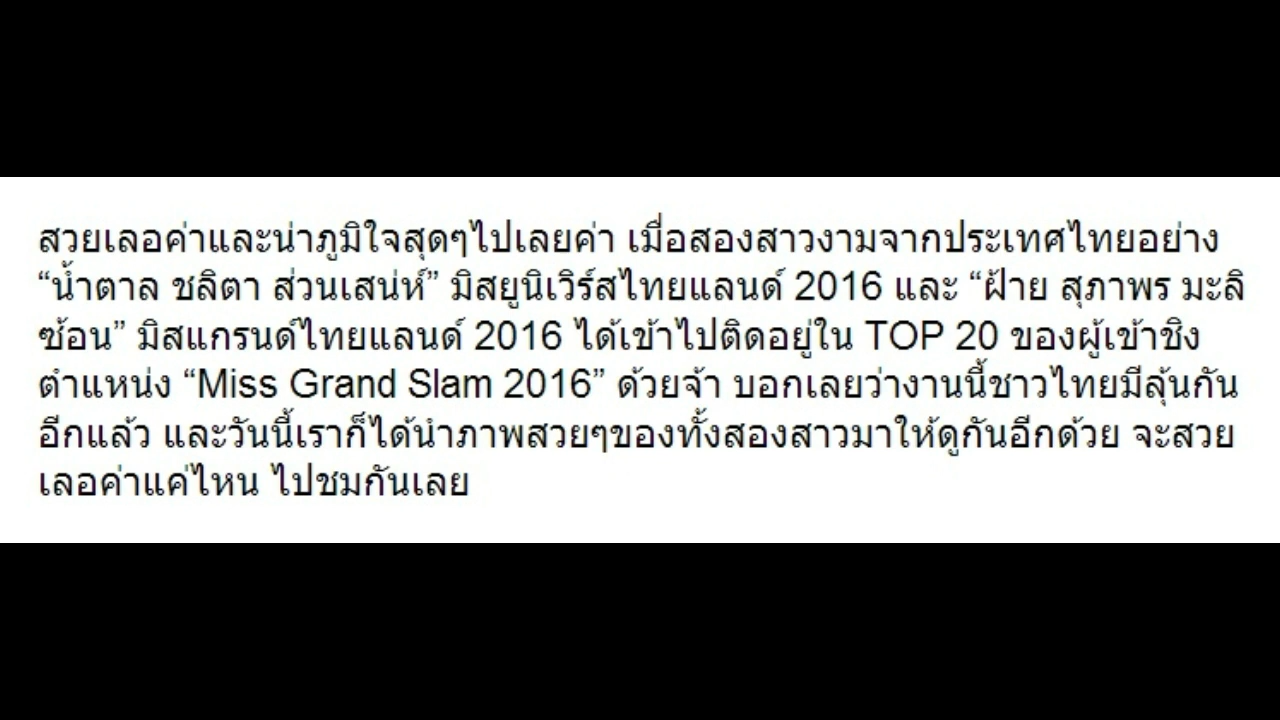 สวยเลอค่าและน่าภูมิใจสุดๆไปเลยค่า เมื่อสองสาวงามจากประเทศไทยอย่าง
“น้ำตาล ชลิตา ส่วนเสน่ห์” มิสยูนิเวิร์สไทยแลนด์ 2016 และ “ฝ้าย สุภาพร มะลิ
ซ้อน” มิสแกรนด์ไทยแลนด์ 2016 ได้เข้าไปติดอยู่ใน TOP 20 ของผู้เข้าชิง
ตำแหน่ง “Miss Grand Slam 2016” ด้วยจ้า บอกเลยว่างานนี้ชาวไทยมีลุ้นกัน
อีกแล้ว และวันนี้เราก็ได้นำภาพสวยๆของทั้งสองสาวมาให้ดูกันอีกด้วย จะสวย
เลอค่าแค่ไหน ไปชมกันเลย